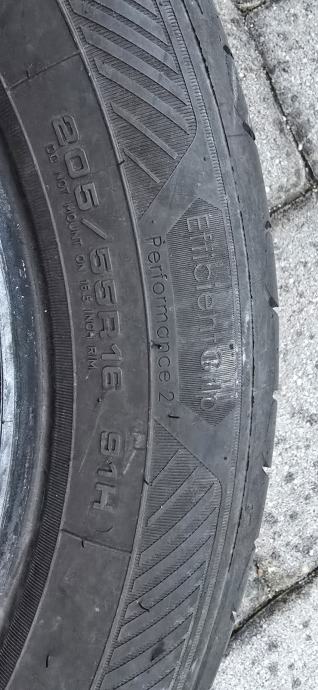 EfficientGrip
Performance 2
205/55R16 91H
DO NOT MOUNT ON 16.5 INCH RIM